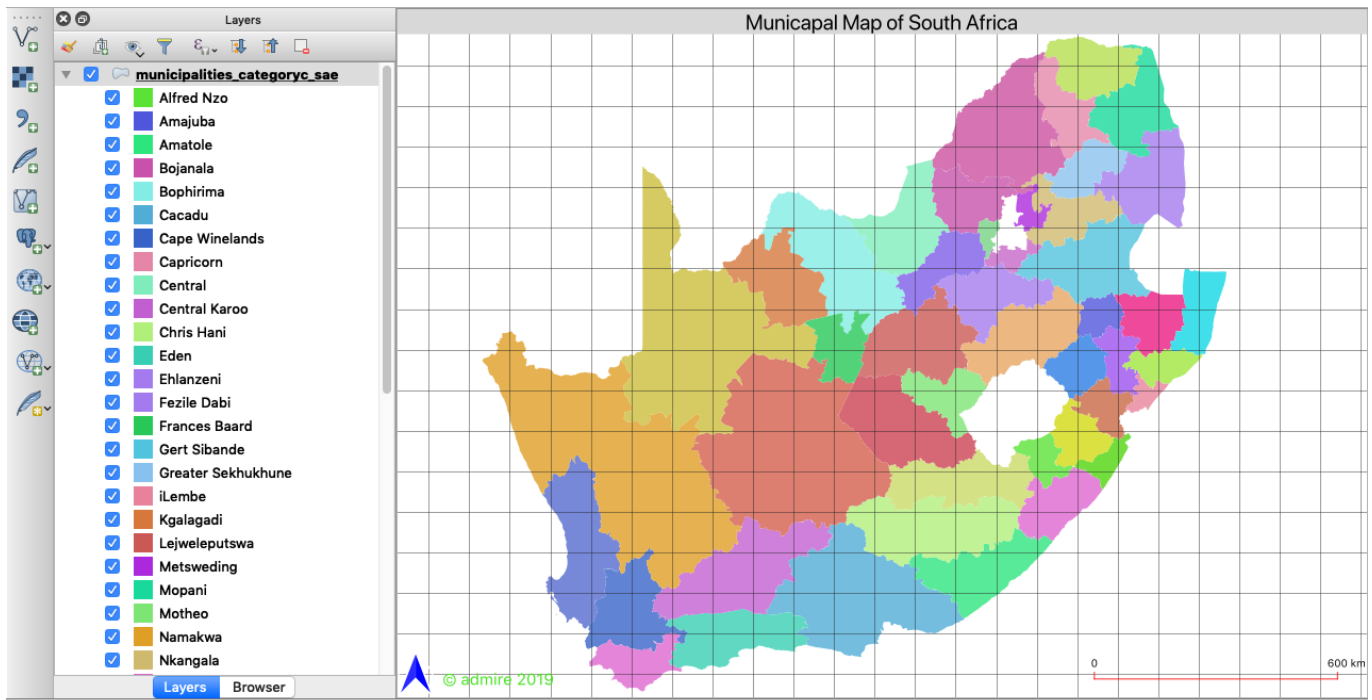 Layers
Municapal Map of South Africa
municipalities_categoryc_sae
Alfred Nzo
Amajuba
Amatole
Bojanala
Bophirima
Cacadu
Cape Winelands
Capricorn
Central
Central Karoo
Chris Hani
Eden
Ehlanzeni
Fezile Dabi
Frances Baard
Gert Sibande
Greater Sekhukhune
iLembe
Kgalagadi
Lejweleputswa
Metsweding
Mopani
Motheo
Namakwa
Nkangala
Layers Browser
© admire 2019
0 600 km